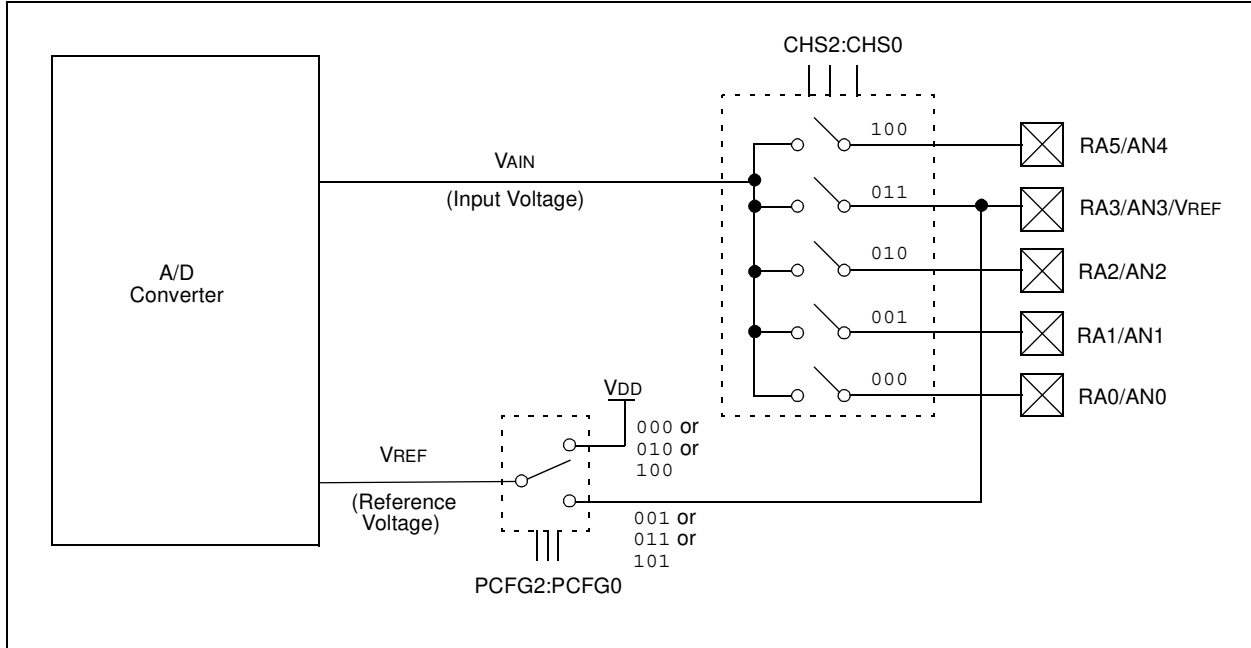 CHS2:CHS0
100
RA5/AN4
VAIN
(Input Voltage)
011
RA3/AN3/VREF
010
RA2/AN2
A/D
Converter
001
RA1/AN1
000
RA0/AN0
VDD
000 or
010 or
100
VREF
(Reference
Voltage)
001 or
011 or
101
PCFG2:PCFG0